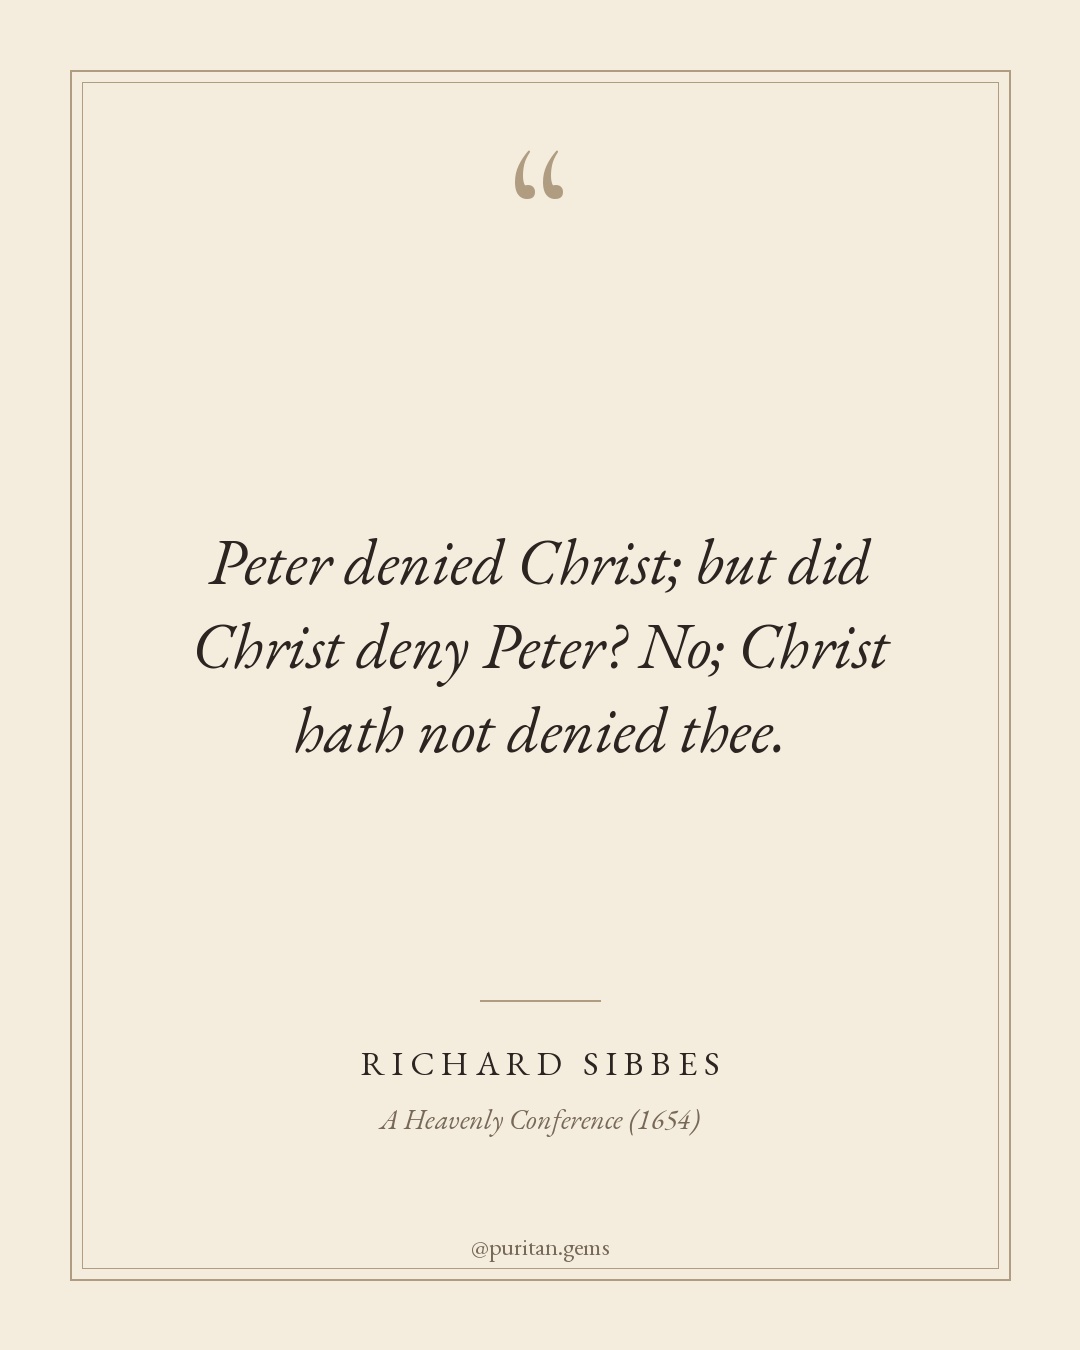 “
Peter denied Christ; but did
Christ deny Peter? No; Christ
hath not denied thee.
RICHARD SIBBES
A Heavenly Conference (1654)
@puritan.gems